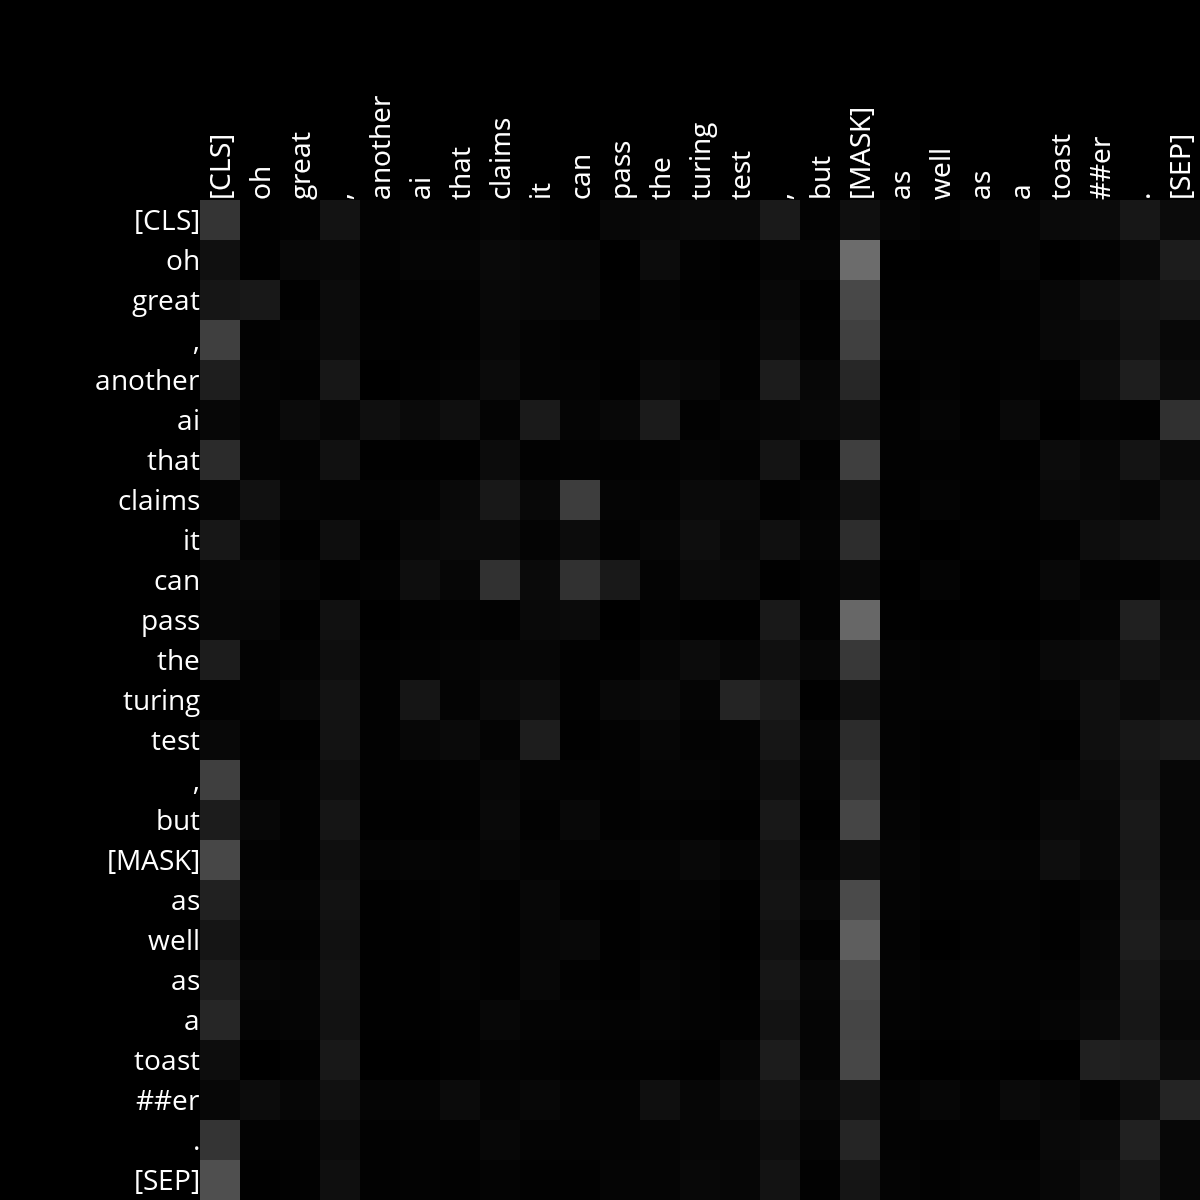 [CLS] oh great , another ai that claims it can pass the turing test , but [MASK] as well as a toast ##er . [SEP]
[CLS]
oh
great
,
another
ai
that
claims
it
can
pass
the
turing
test
,
but
[MASK]
as
well
as
a
toast
##er
.
[SEP]